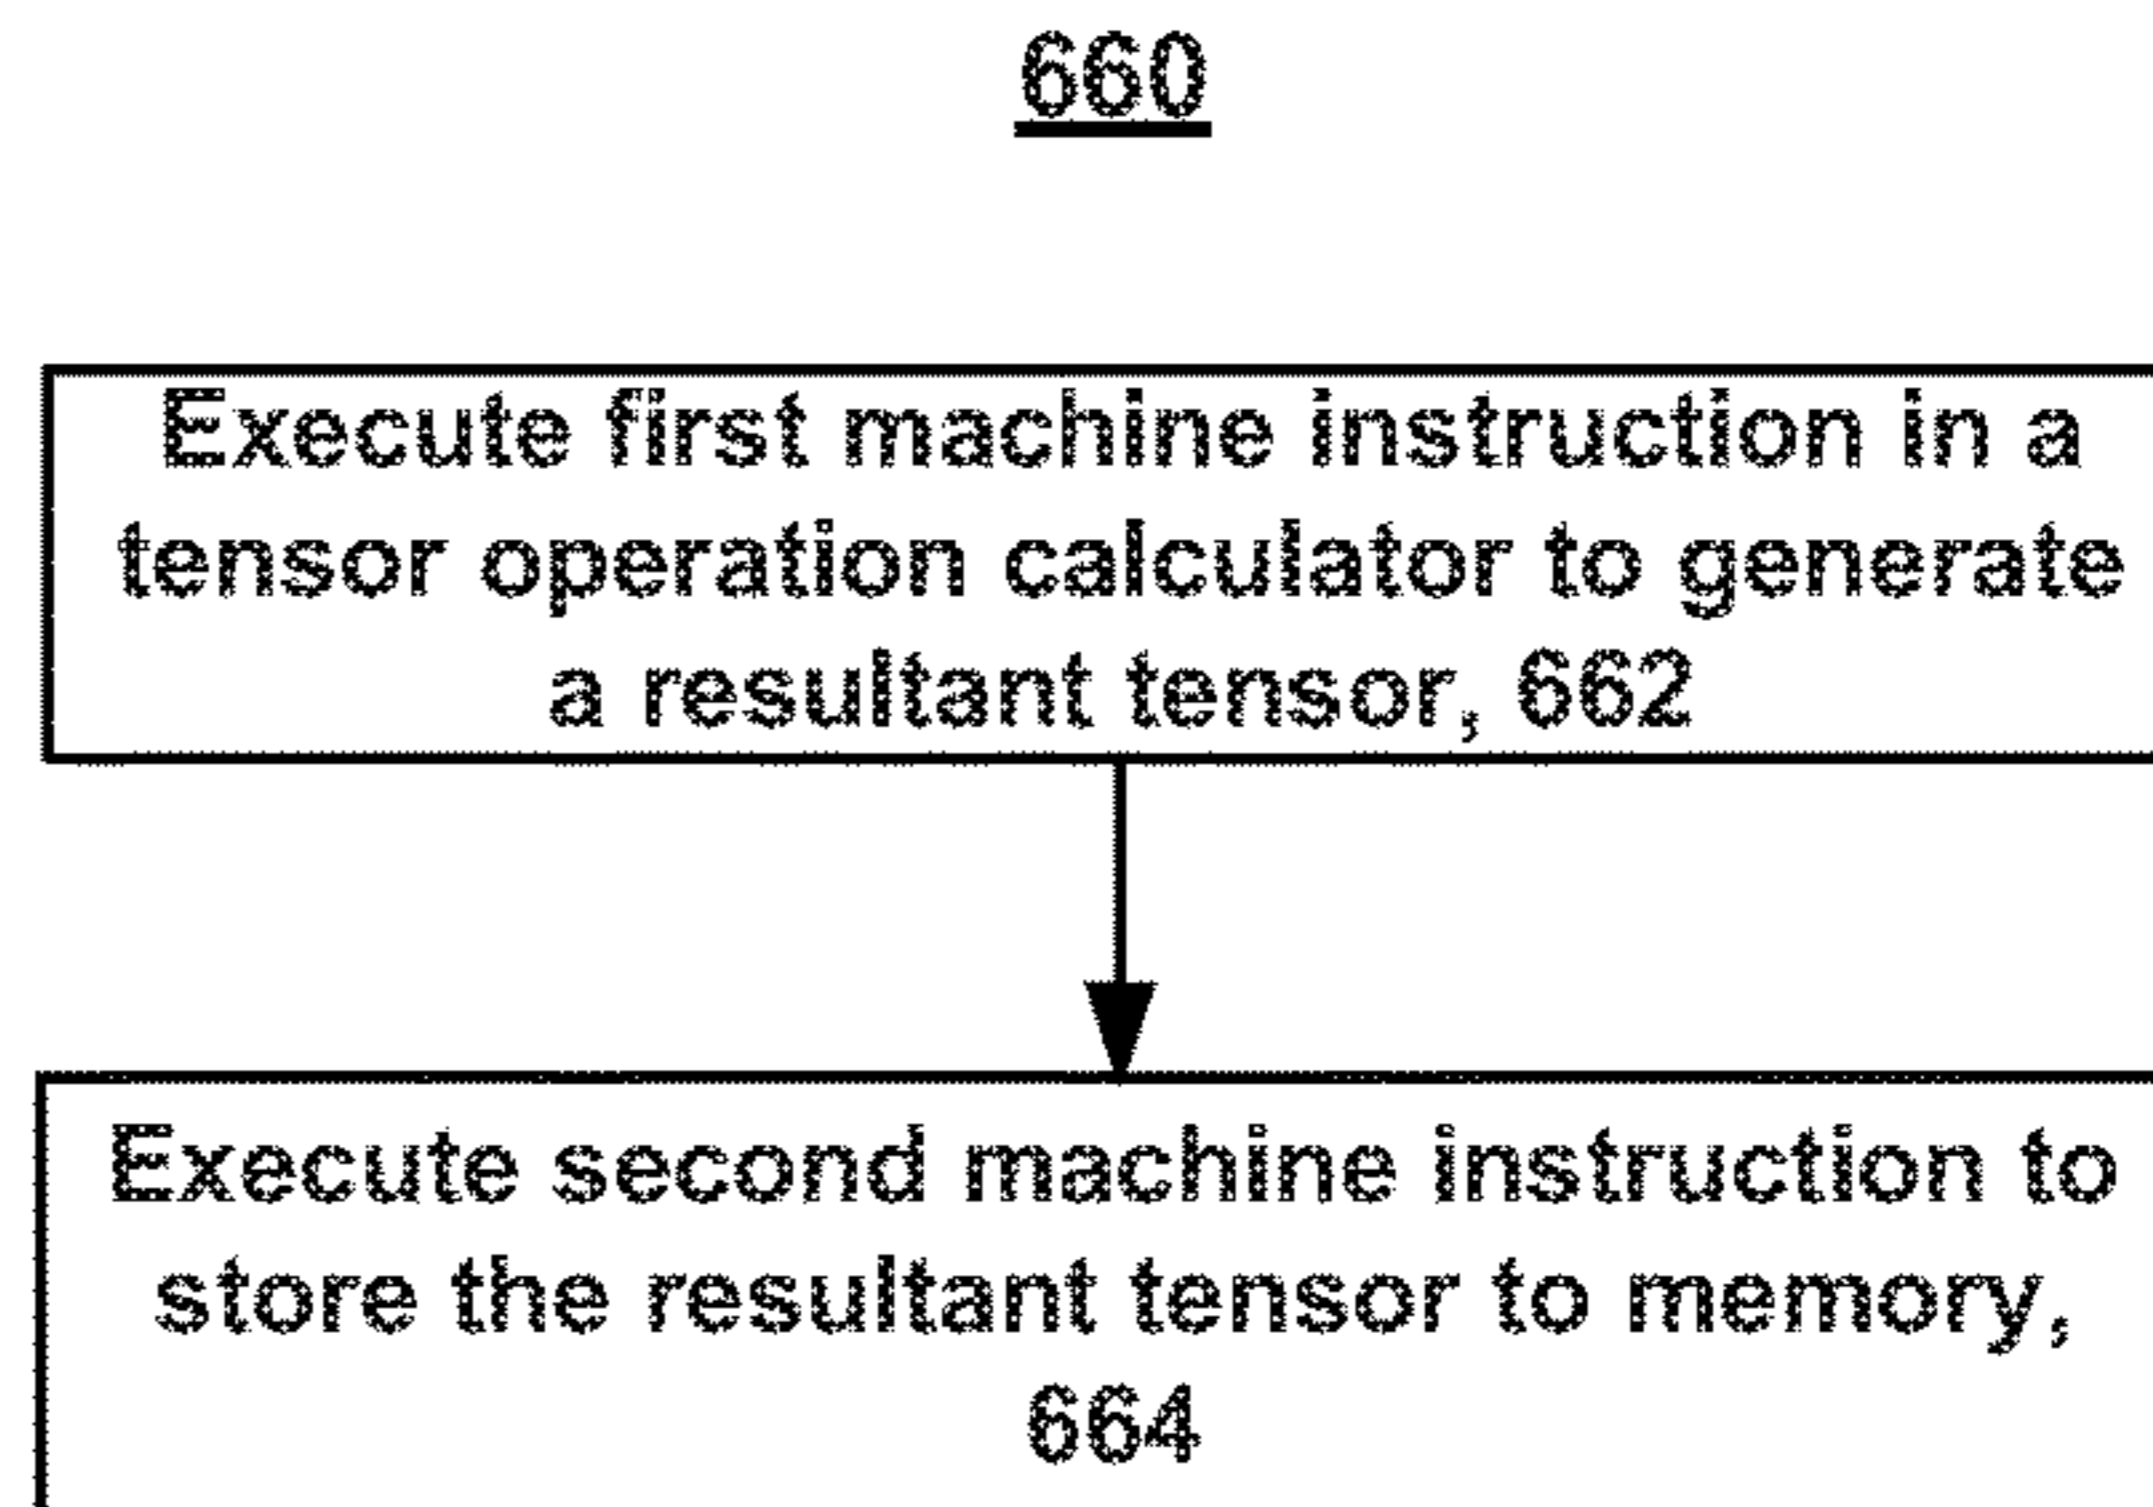 660
Execute first machine instruction in a
tensor operation calculator to generate
a resultant tensor, 662
Execute second machine instruction to
store the resultant tensor to memory,
664